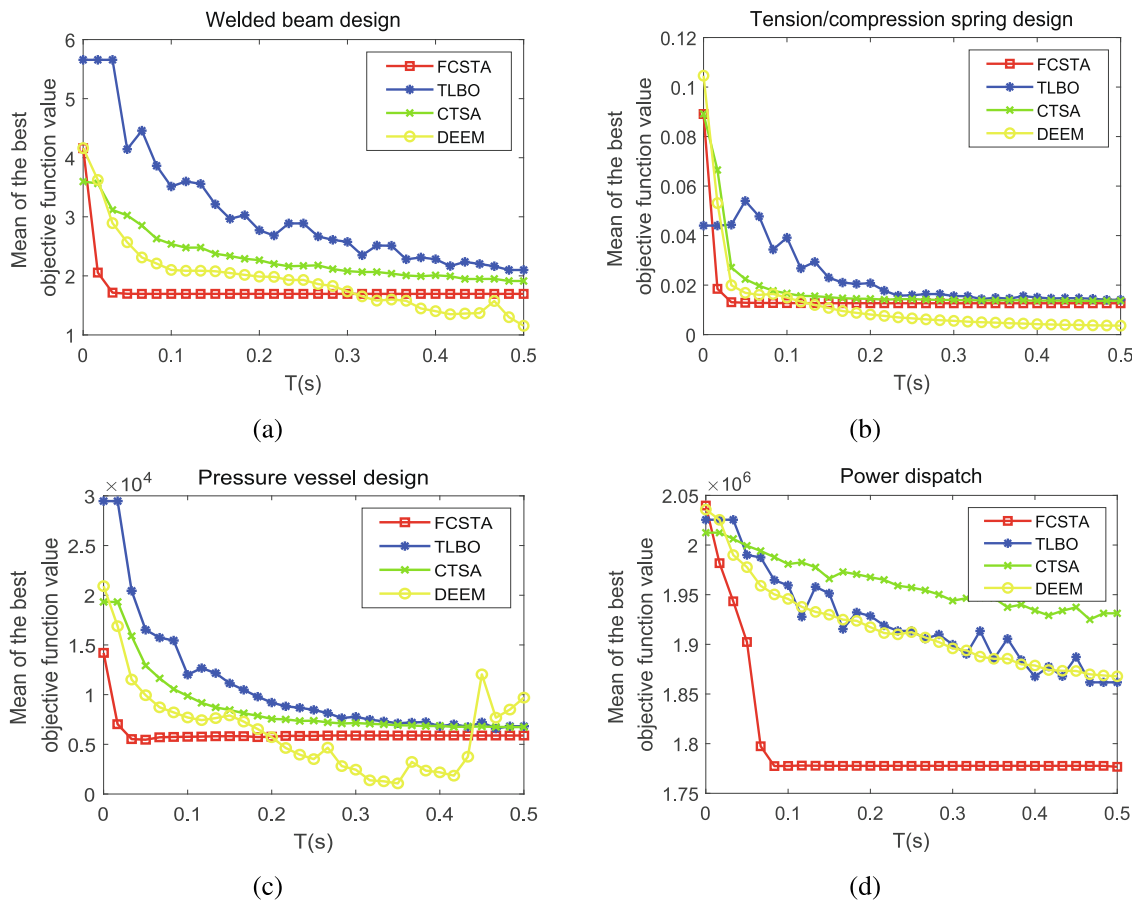 Welded beam design
Mean of the best
objective function value
6
5
4
3
2
1
FCSTA
TLBO
CTSA
DEEM
0 0.1 0.2 0.3 0.4 0.5
T(s)
(a)
Tension/compression spring design
Mean of the best
objective function value
0.12
0.1
0.08
0.06
0.04
0.02
0
FCSTA
TLBO
CTSA
DEEM
0 0.1 0.2 0.3 0.4 0.5
T(s)
(b)
Pressure vessel design
×10⁴
Mean of the best
objective function value
3
2.5
2
1.5
1
0.5
0
FCSTA
TLBO
CTSA
DEEM
0 0.1 0.2 0.3 0.4 0.5
T(s)
(c)
Power dispatch
×10⁶
Mean of the best
objective function value
2.05
2
1.95
1.9
1.85
1.8
1.75
FCSTA
TLBO
CTSA
DEEM
0 0.1 0.2 0.3 0.4 0.5
T(s)
(d)